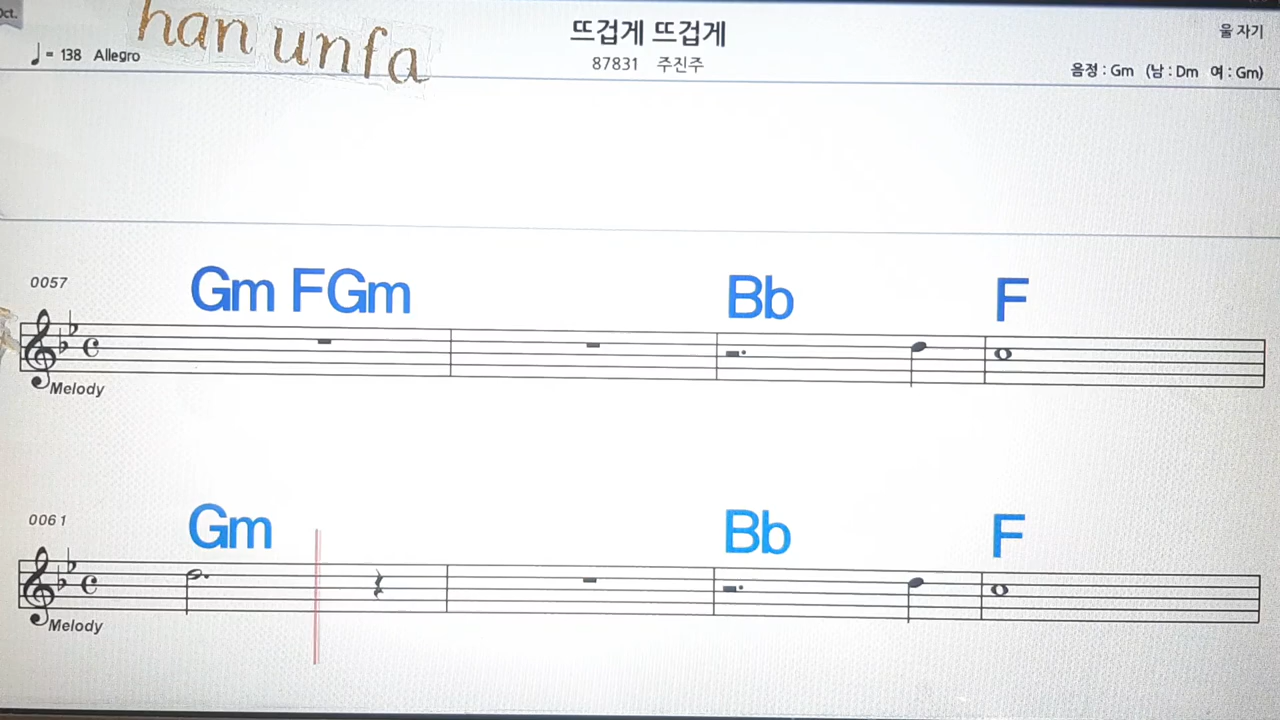 Oct.
han unfa
뜨겁게 뜨겁게
울 자기
♩= 138 Allegro
87831 주진주
음정 : Gm (남 : Dm 여 : Gm)
0057
Gm F Gm Bb F
Melody
0061
Gm Bb F
Melody